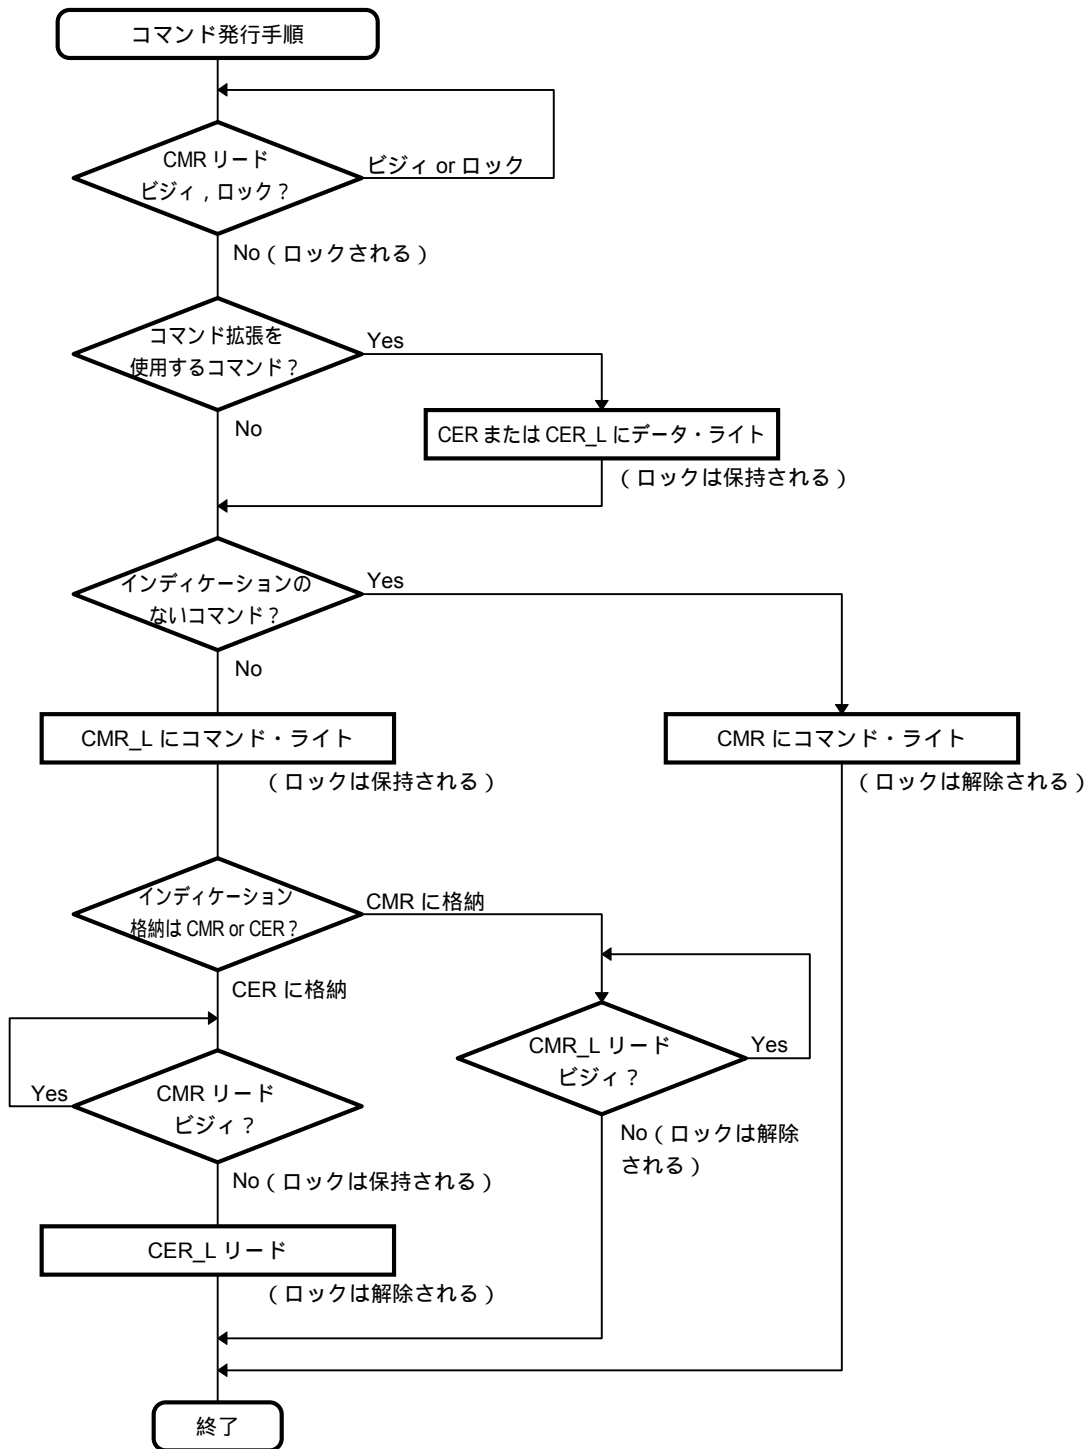 コマンド発行手順
CMR リード
ビジィ，ロック？
ビジィ or ロック
No（ロックされる）
コマンド拡張を
使用するコマンド？
Yes
No
CER または CER_L にデータ・ライト
（ロックは保持される）
インディケーションの
ないコマンド？
Yes
No
CMR_L にコマンド・ライト
（ロックは保持される）
CMR にコマンド・ライト
（ロックは解除される）
インディケーション
格納は CMR or CER？
CMR に格納
CER に格納
CMR_L リード
ビジィ？
Yes
No（ロックは解除
される）
CMR リード
ビジィ？
Yes
No（ロックは保持される）
CER_L リード
（ロックは解除される）
終了